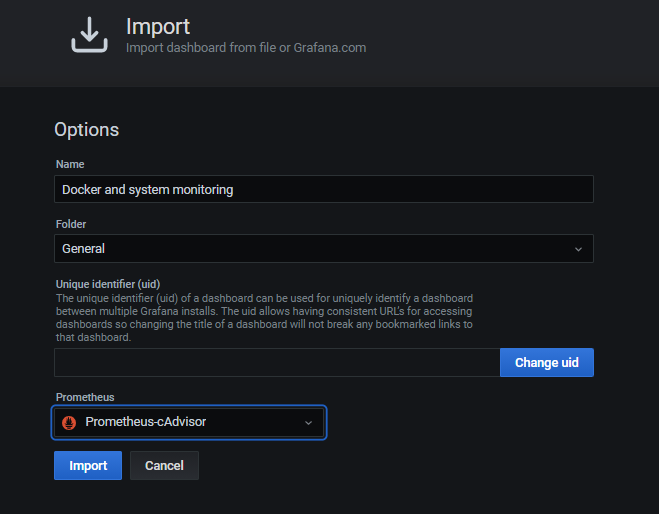 Import
Import dashboard from file or Grafana.com
Options
Name
Docker and system monitoring
Folder
General
Unique identifier (uid)
The unique identifier (uid) of a dashboard can be used for uniquely identify a dashboard
between multiple Grafana installs. The uid allows having consistent URL's for accessing
dashboards so changing the title of a dashboard will not break any bookmarked links to
that dashboard.
Change uid
Prometheus
Prometheus-cAdvisor
Import Cancel